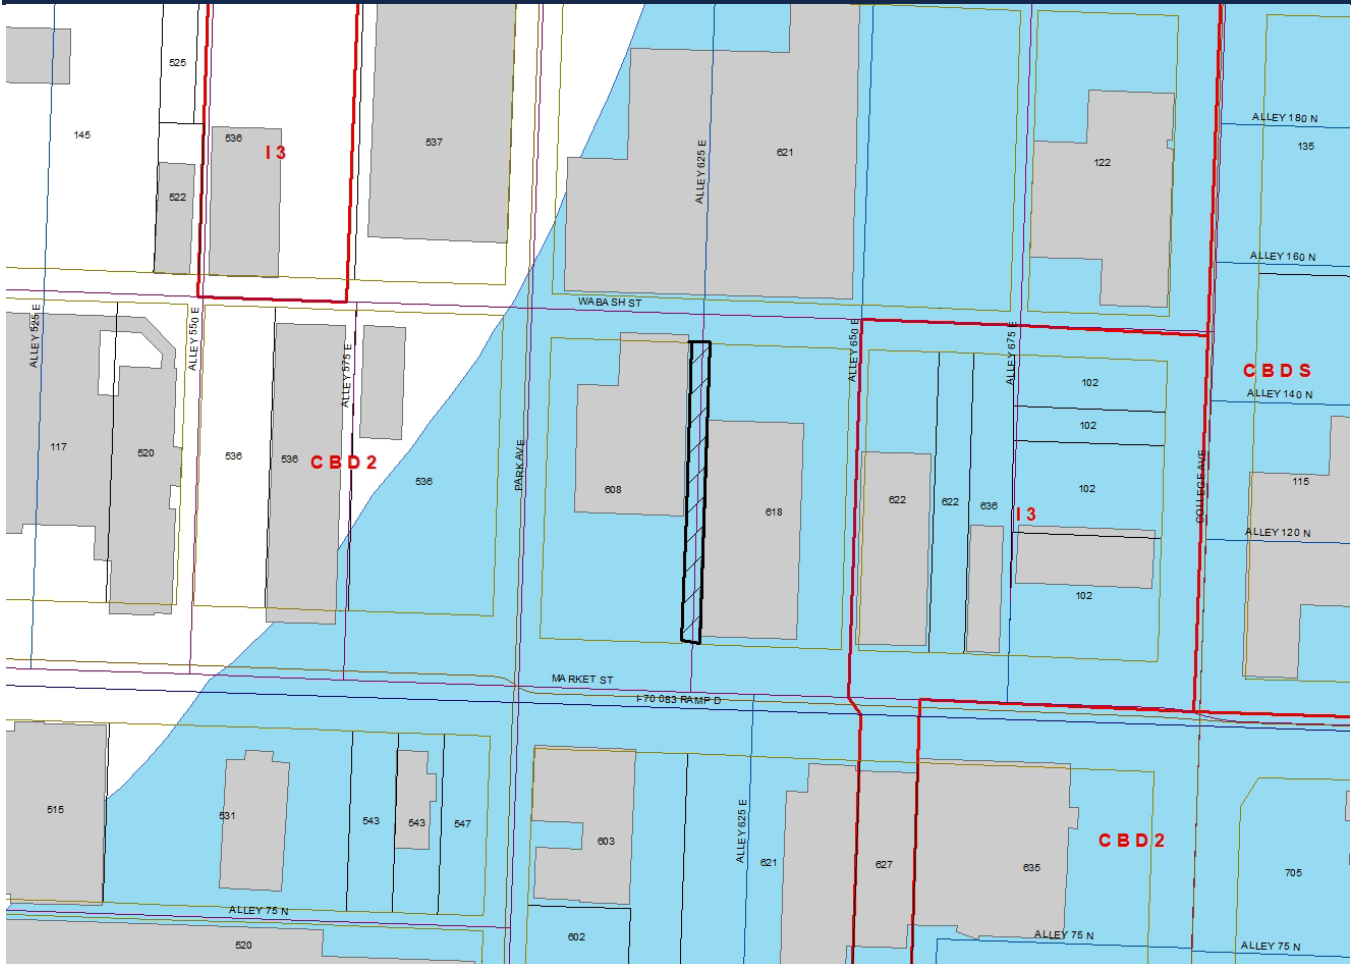 525
145
536
I 3
537
522
ALLEY 625 E
621
122
ALLEY 180 N
135
ALLEY 160 N
WABASH ST
ALLEY 525 E
ALLEY 550 E
ALLEY 575 E
ALLEY 650 E
ALLEY 675 E
102
CBDS
ALLEY 140 N
102
117
520
536
536
CBD 2
536
PARK AVE
608
618
622
622
636
102
I 3
COLLEGE AVE
115
ALLEY 120 N
102
MARKET ST
I-70 083 RAMP D
515
531
543
543
547
603
ALLEY 625 E
621
627
CBD 2
635
705
ALLEY 75 N
520
602
ALLEY 75 N
ALLEY 75 N